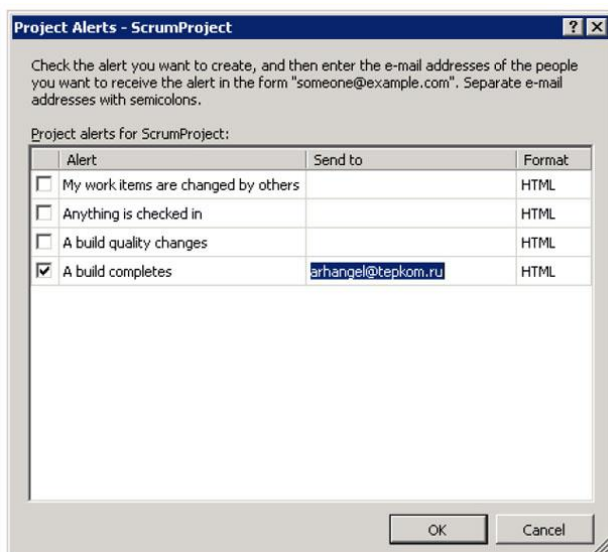 Project Alerts - ScrumProject
Check the alert you want to create, and then enter the e-mail addresses of the people
you want to receive the alert in the form "someone@example.com". Separate e-mail
addresses with semicolons.
Project alerts for ScrumProject:
Alert Send to Format
My work items are changed by others HTML
Anything is checked in HTML
A build quality changes HTML
A build completes arhangel@tepkom.ru HTML
OK Cancel